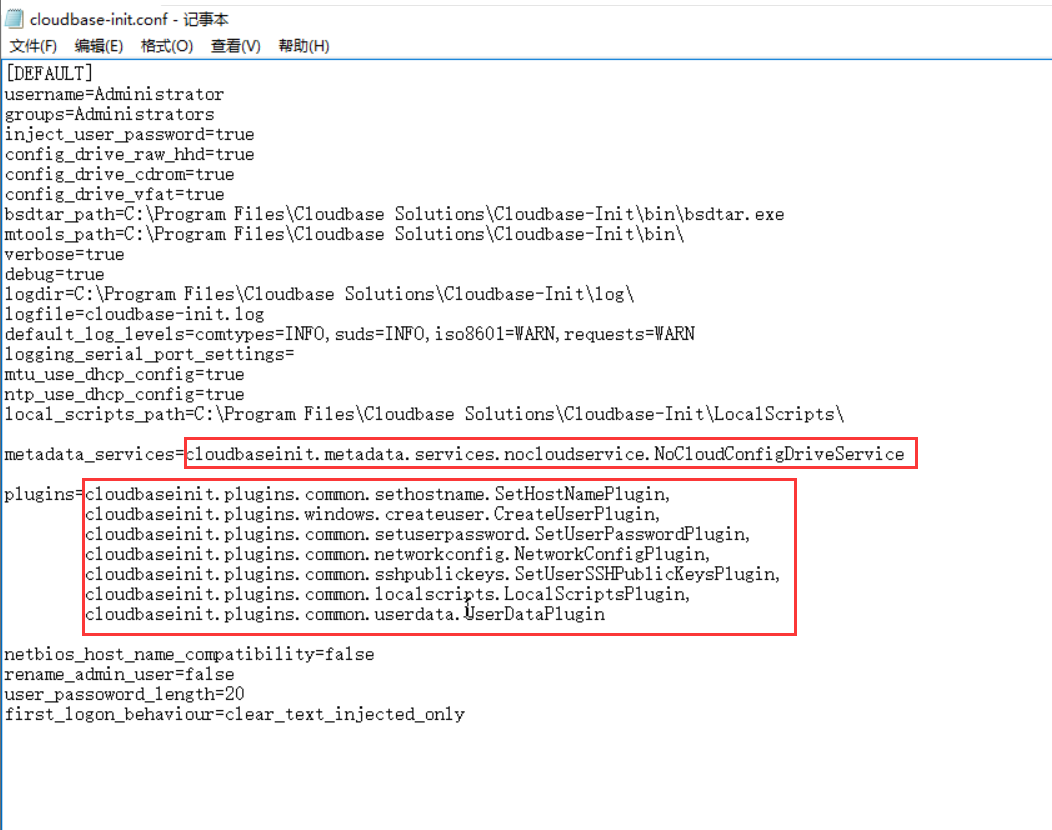 cloudbase-init.conf - 记事本
文件(F) 编辑(E) 格式(O) 查看(V) 帮助(H)
[DEFAULT]
username=Administrator
groups=Administrators
inject_user_password=true
config_drive_raw_hhd=true
config_drive_cdrom=true
config_drive_vfat=true
bsdtar_path=C:\Program Files\Cloudbase Solutions\Cloudbase-Init\bin\bsdtar.exe
mtools_path=C:\Program Files\Cloudbase Solutions\Cloudbase-Init\bin\
verbose=true
debug=true
logdir=C:\Program Files\Cloudbase Solutions\Cloudbase-Init\log\
logfile=cloudbase-init.log
default_log_levels=comtypes=INFO,suds=INFO,iso8601=WARN,requests=WARN
logging_serial_port_settings=
mtu_use_dhcp_config=true
ntp_use_dhcp_config=true
local_scripts_path=C:\Program Files\Cloudbase Solutions\Cloudbase-Init\LocalScripts\
metadata_services=cloudbaseinit.metadata.services.nocloudservice.NoCloudConfigDriveService
plugins=cloudbaseinit.plugins.common.sethostname.SetHostNamePlugin,
cloudbaseinit.plugins.windows.createuser.CreateUserPlugin,
cloudbaseinit.plugins.common.setuserpassword.SetUserPasswordPlugin,
cloudbaseinit.plugins.common.networkconfig.NetworkConfigPlugin,
cloudbaseinit.plugins.common.sshpublickeys.SetUserSSHPublicKeysPlugin,
cloudbaseinit.plugins.common.localscripts.LocalScriptsPlugin,
cloudbaseinit.plugins.common.userdata.UserDataPlugin
netbios_host_name_compatibility=false
rename_admin_user=false
user_passoword_length=20
first_logon_behaviour=clear_text_injected_only